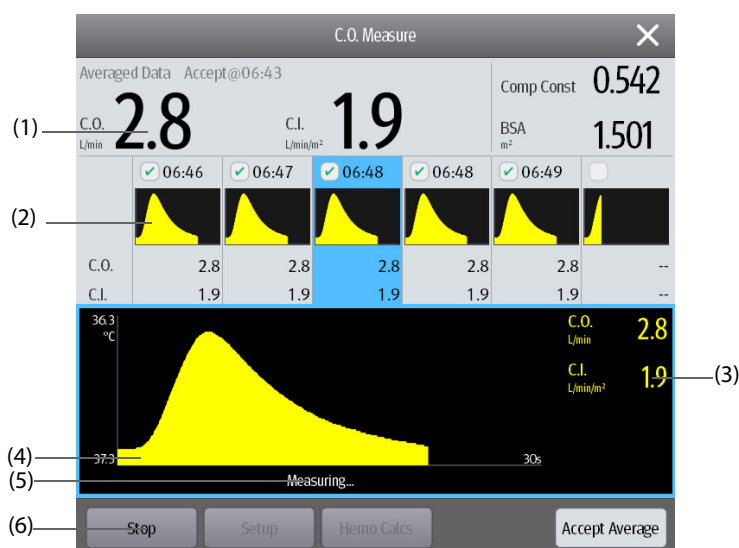 C.O. Measure
Averaged Data Accept@06:43
C.O. L/min 2.8 C.I. L/min/m² 1.9
Comp Const 0.542
BSA m² 1.501
(1)
06:46 06:47 06:48 06:48 06:49
(2)
C.O. 2.8 2.8 2.8 2.8 2.8 --
C.I. 1.9 1.9 1.9 1.9 1.9 --
36.3
°C
C.O. L/min 2.8
C.I. L/min/m² 1.9
(3)
(4)
37.3 30s
(5)
Measuring...
(6)
Stop Setup Hemo Calcs Accept Average